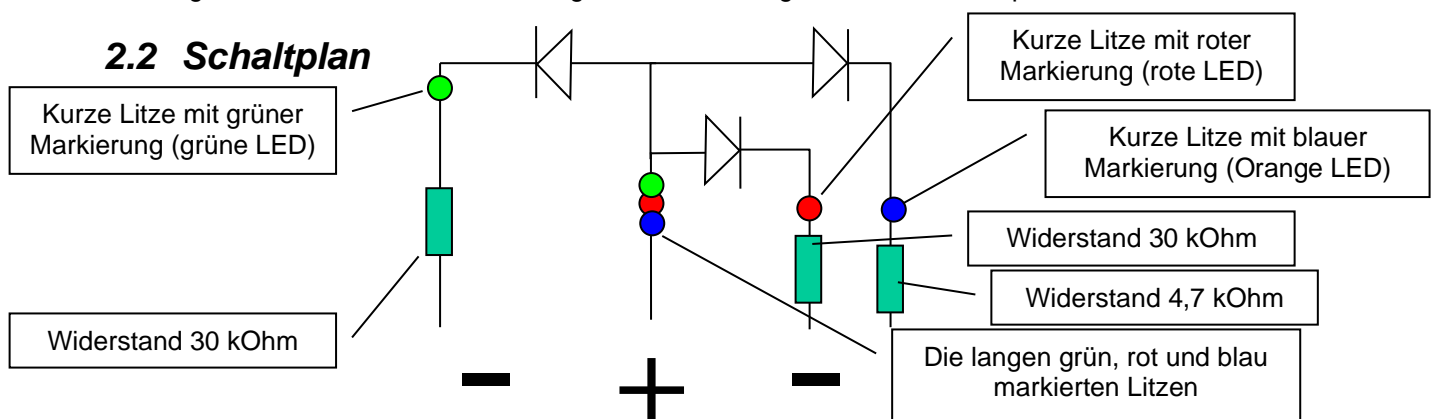 2.2 Schaltplan
Kurze Litze mit roter
Markierung (rote LED)
Kurze Litze mit grüner
Markierung (grüne LED)
Kurze Litze mit blauer
Markierung (Orange LED)
Widerstand 30 kOhm
Widerstand 4,7 kOhm
Widerstand 30 kOhm
Die langen grün, rot und blau
markierten Litzen
- + -